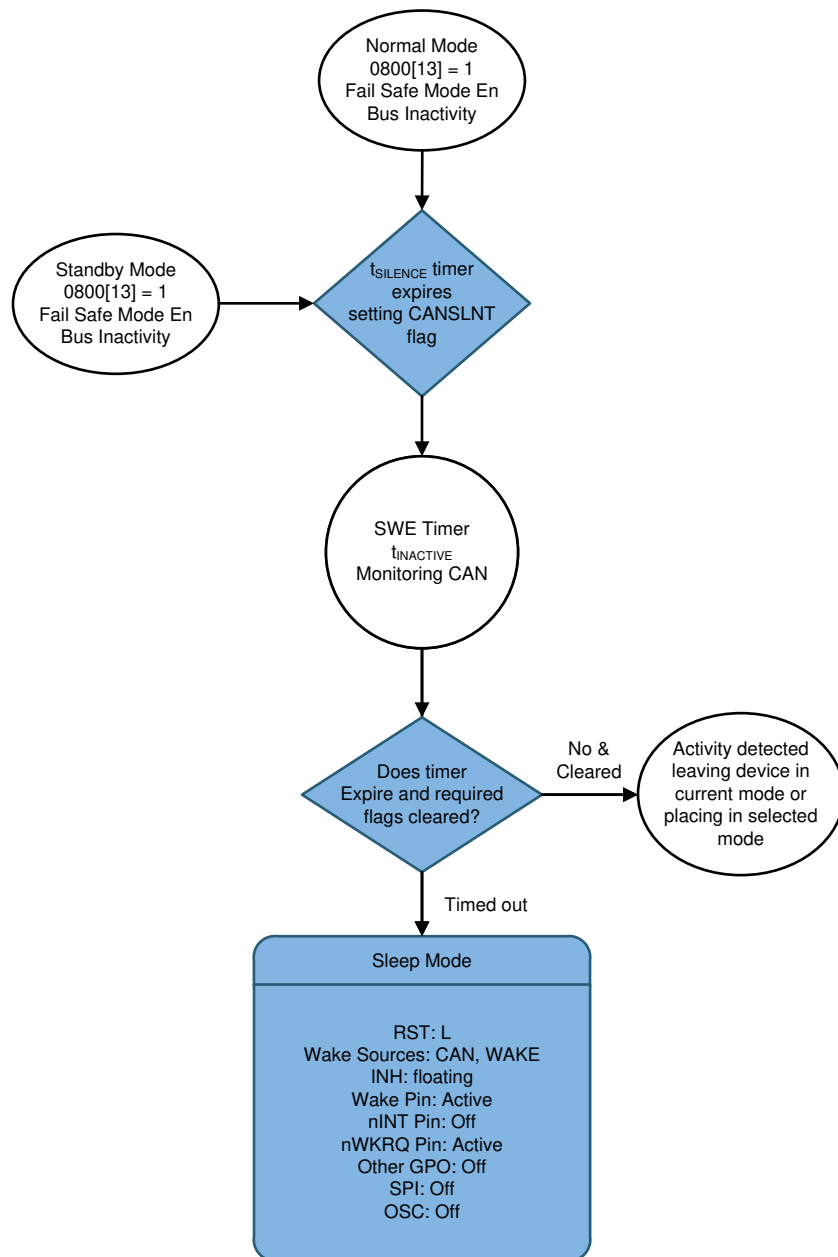 Normal Mode
0800[13] = 1
Fail Safe Mode En
Bus Inactivity
Standby Mode
0800[13] = 1
Fail Safe Mode En
Bus Inactivity
tSILENCE timer
expires
setting CANSLNT
flag
SWE Timer
tINACTIVE
Monitoring CAN
Does timer
Expire and required
flags cleared?
No &
Cleared
Activity detected
leaving device in
current mode or
placing in selected
mode
Timed out
Sleep Mode
RST: L
Wake Sources: CAN, WAKE
INH: floating
Wake Pin: Active
nINT Pin: Off
nWKRQ Pin: Active
Other GPO: Off
SPI: Off
OSC: Off